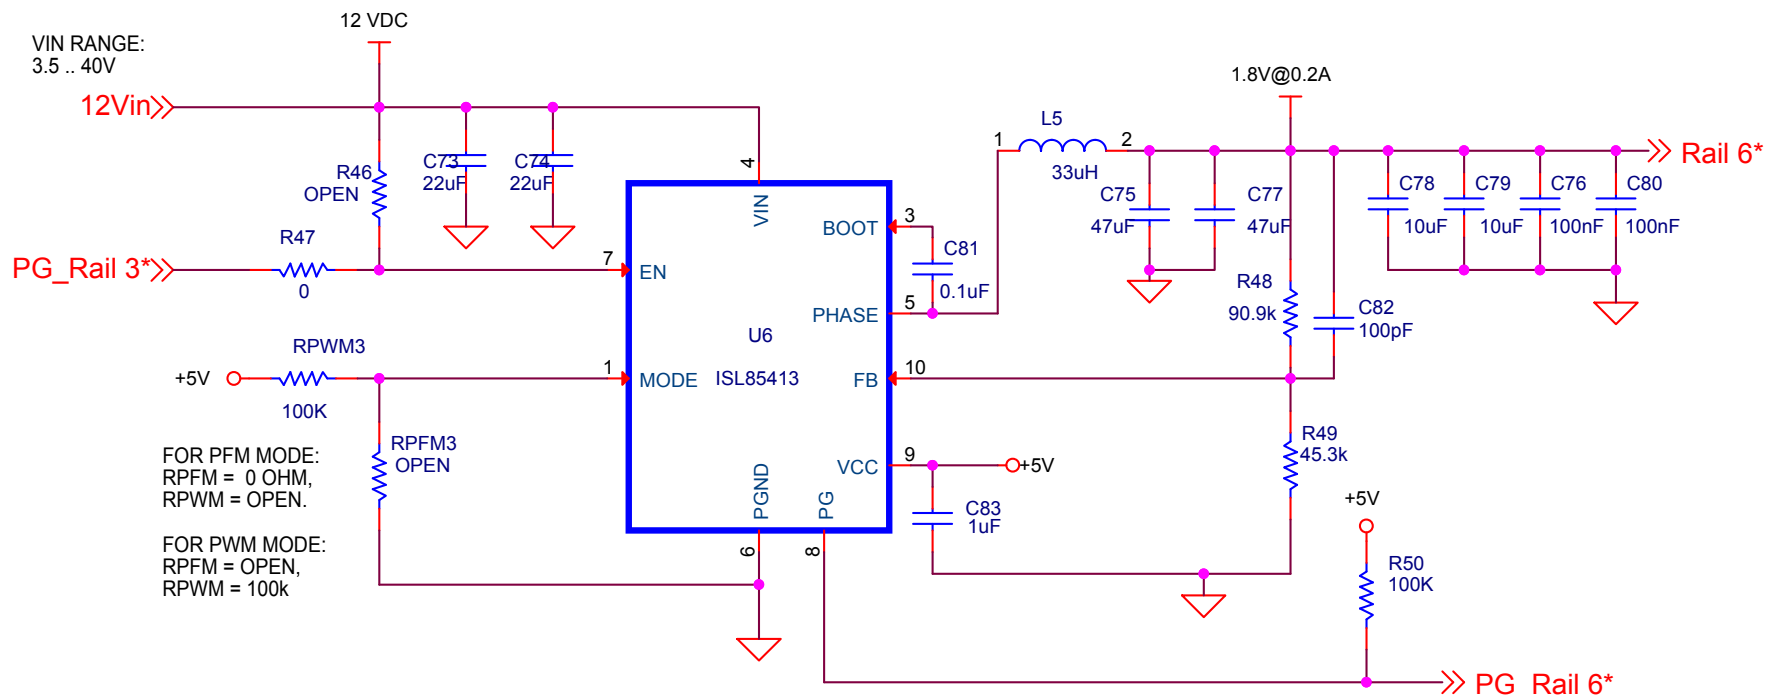 12 VDC
VIN RANGE:
3.5 .. 40V
12Vin
R46
OPEN
C73
22uF
C74
22uF
R47
0
PG_Rail 3*
4
VIN
7
EN
RPWM3
+5V
100K
1
MODE
RPFM3
OPEN
FOR PFM MODE:
RPFM = 0 OHM,
RPWM = OPEN.
FOR PWM MODE:
RPFM = OPEN,
RPWM = 100k
U6
ISL85413
BOOT
3
C81
0.1uF
PHASE
5
FB
10
VCC
9
+5V
C83
1uF
PGND
6
PG
8
1.8V@0.2A
L5
1
2
33uH
Rail 6*
C75
47uF
C77
47uF
C78
10uF
C79
10uF
C76
100nF
C80
100nF
R48
90.9k
C82
100pF
R49
45.3k
+5V
R50
100K
PG_Rail 6*